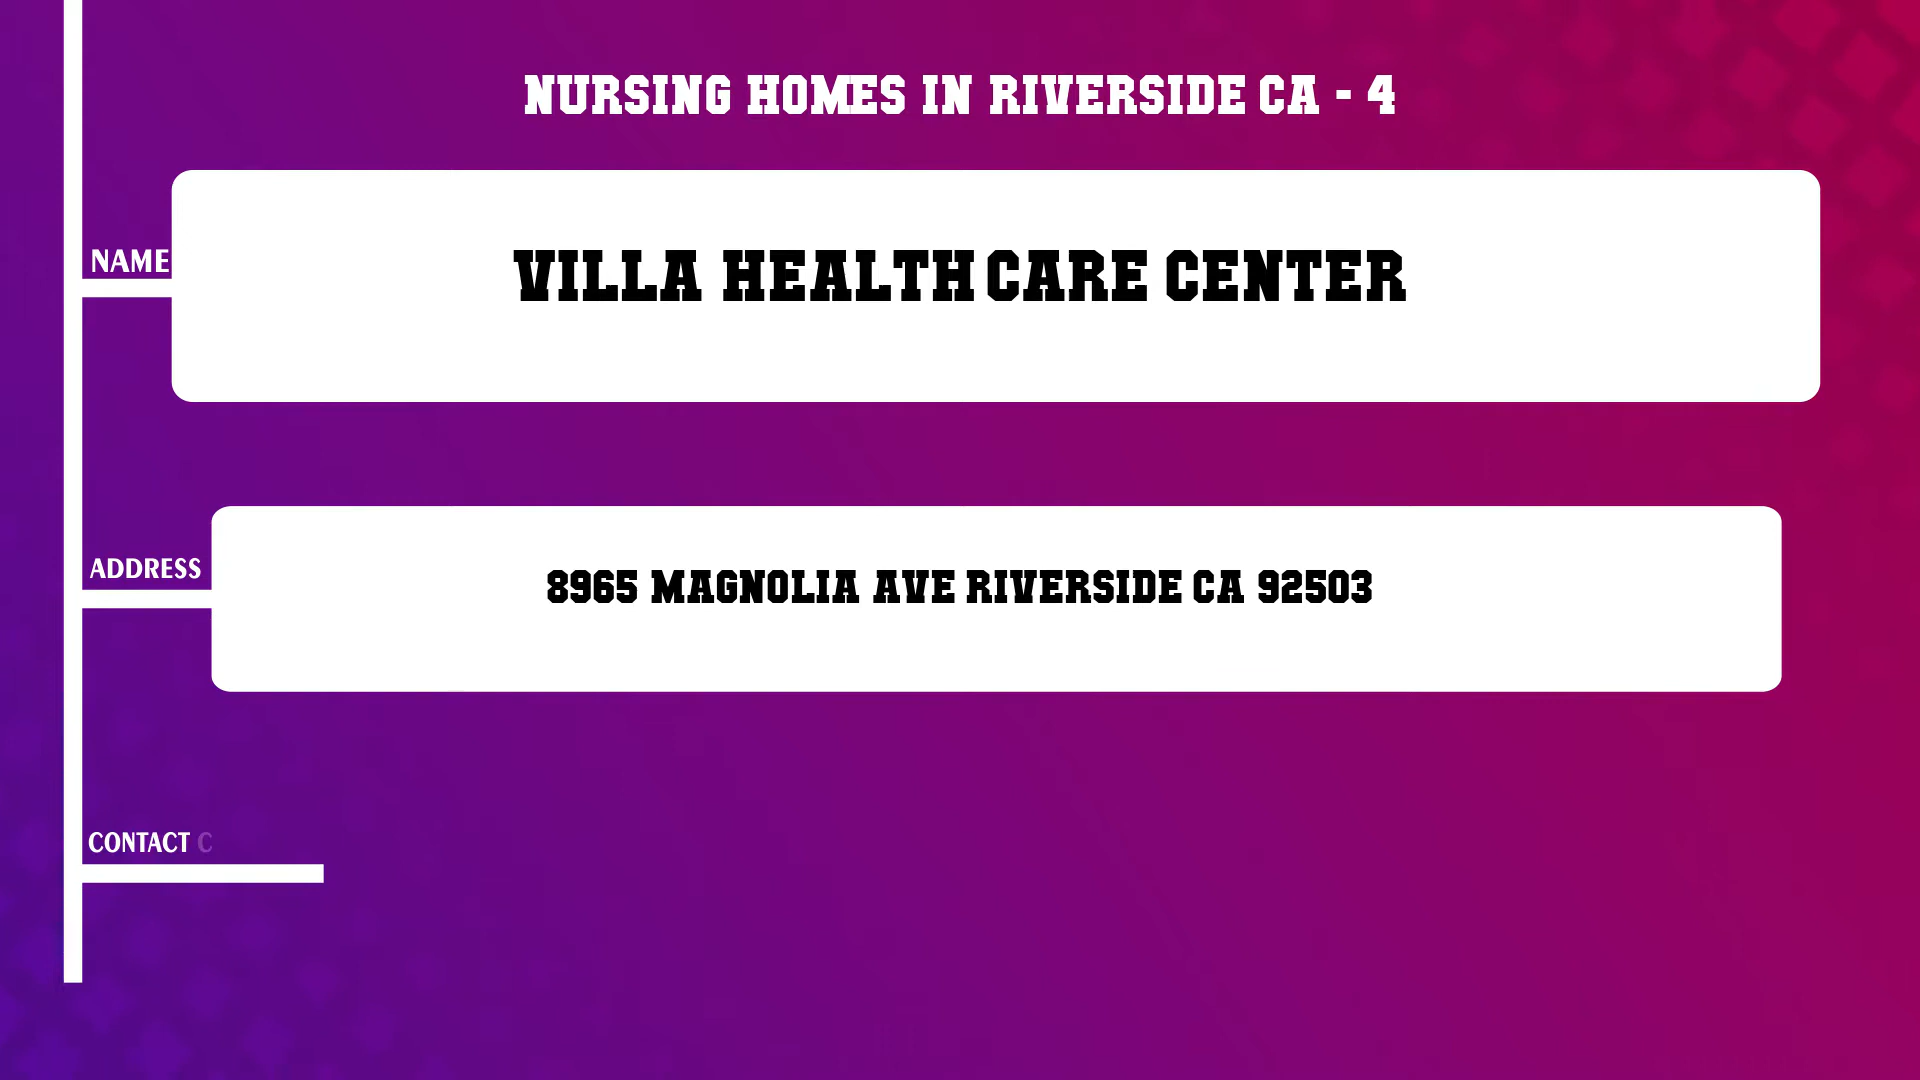 NURSING HOMES IN RIVERSIDE CA - 4
NAME
VILLA HEALTH CARE CENTER
ADDRESS
8965 MAGNOLIA AVE RIVERSIDE CA 92503
CONTACT C